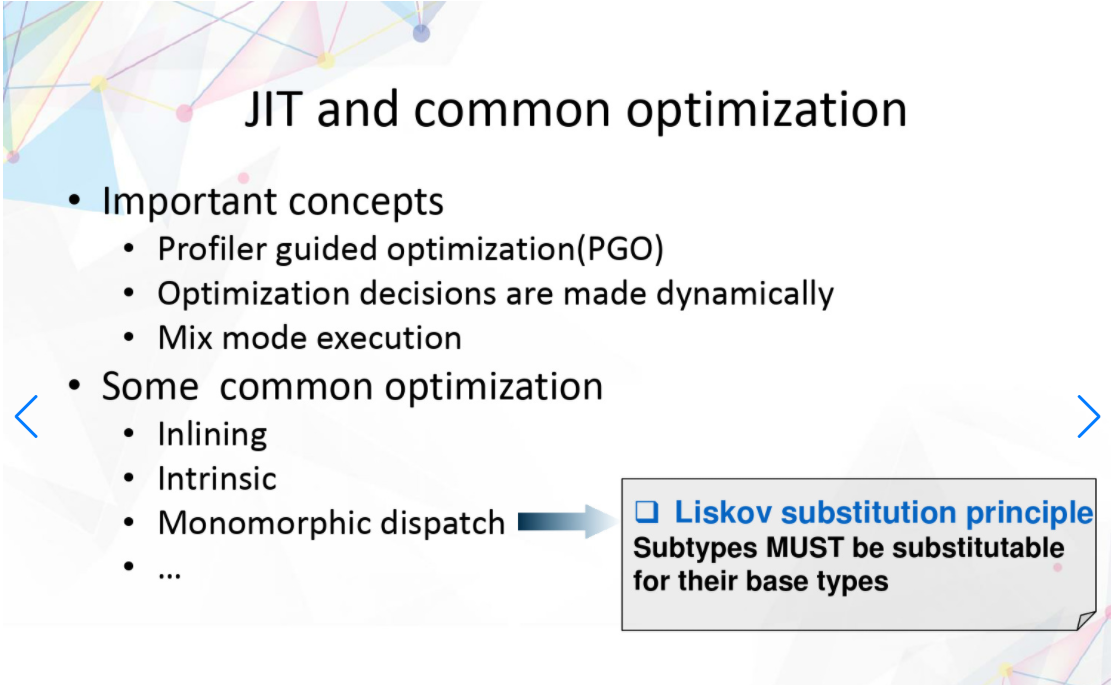 JIT and common optimization
• Important concepts
• Profiler guided optimization(PGO)
• Optimization decisions are made dynamically
• Mix mode execution
• Some common optimization
• Inlining
• Intrinsic
• Monomorphic dispatch
• ...
❑ Liskov substitution principle
Subtypes MUST be substitutable
for their base types